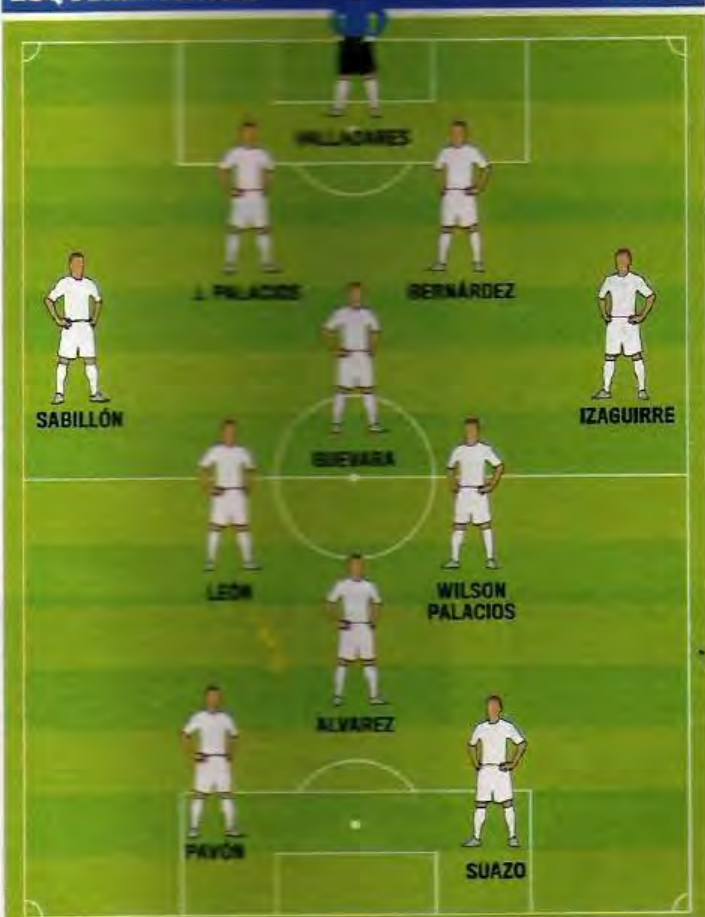 VALLADARES
J. PALACIOS
BERNÁRDEZ
SABILLÓN
IZAGUIRRE
GUEVARA
LEÓN
WILSON
PALACIOS
ALVAREZ
PAVÓN
SUAZO